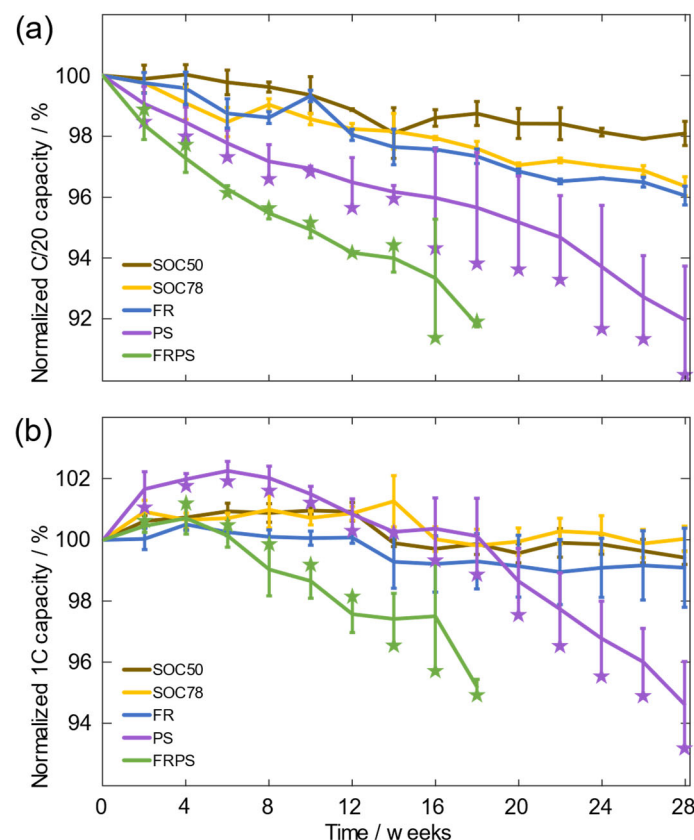 (a)
Normalized C/20 capacity / %
100
98
96
94
92
SOC50
SOC78
FR
PS
FRPS
(b)
Normalized 1C capacity / %
102
100
98
96
94
SOC50
SOC78
FR
PS
FRPS
0 4 8 12 16 20 24 28
Time / weeks